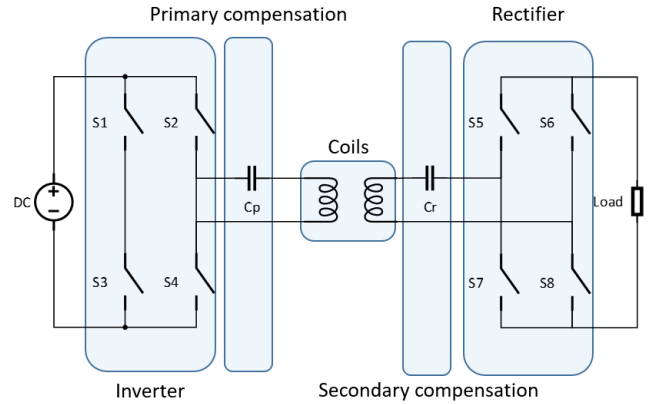 Primary compensation
Rectifier
S1
S2
S5
S6
Coils
DC
Cp
Cr
Load
S3
S4
S7
S8
Inverter
Secondary compensation